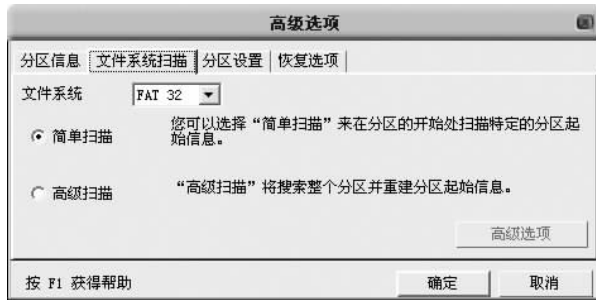 高级选项
分区信息 文件系统扫描 分区设置 恢复选项
文件系统 FAT 32
简单扫描
您可以选择“简单扫描”来在分区的开始处扫描特定的分区起
始信息。
高级扫描
“高级扫描”将搜索整个分区并重建分区起始信息。
高级选项
按 F1 获得帮助
确定 取消